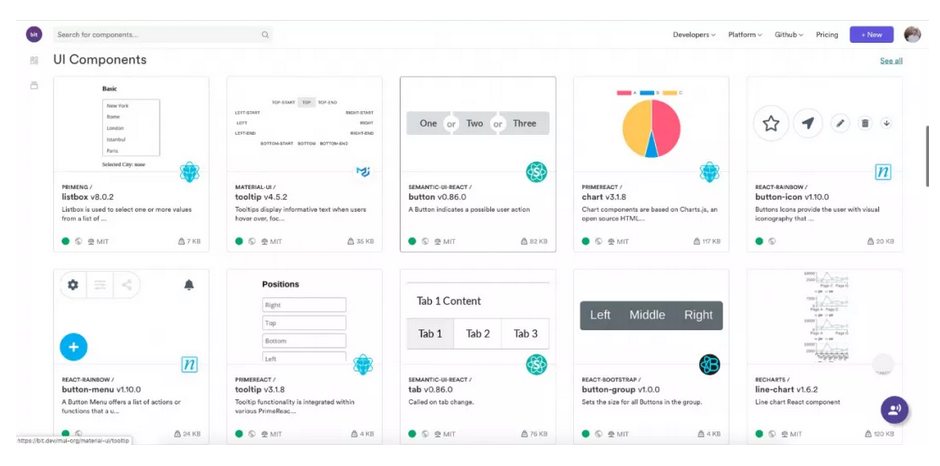 bit
Search for components...
Developers
Platform
Github
Pricing
+ New
UI Components
See all
Basic
New York
Rome
London
Istanbul
Paris
Selected City: none
PRIMENG /
listbox v8.0.2
Listbox is used to select one or more values
from a list of ...
MIT
7 KB
TOP-START TOP TOP-END
LEFT-START RIGHT-START
LEFT RIGHT
LEFT-END RIGHT-END
BOTTOM-START BOTTOM BOTTOM-END
MATERIAL-UI /
tooltip v4.5.2
Tooltips display informative text when users
hover over, foc...
MIT
35 KB
One or Two or Three
SEMANTIC-UI-REACT /
button v0.86.0
A Button indicates a possible user action
MIT
82 KB
A B C
PRIMEREACT /
chart v3.1.8
Chart components are based on Charts.js, an
open source HTML...
MIT
117 KB
REACT-RAINBOW /
button-icon v1.10.0
Buttons Icons provide the user with visual
iconography that ...
MIT
20 KB
REACT-RAINBOW /
button-menu v1.10.0
A Button Menu offers a list of actions or
functions that a u...
MIT
24 KB
Positions
Right
Top
Bottom
Left
PRIMEREACT /
tooltip v3.1.8
Tooltip functionality is integrated within
various PrimeReac...
MIT
4 KB
Tab 1 Content
Tab 1 Tab 2 Tab 3
SEMANTIC-UI-REACT /
tab v0.86.0
Called on tab change.
MIT
76 KB
Left Middle Right
REACT-BOOTSTRAP /
button-group v1.0.0
Sets the size for all Buttons in the group.
MIT
4 KB
RECHARTS /
line-chart v1.6.2
Line chart React component
MIT
120 KB
https://bit.dev/mui-org/material-ui/tooltip